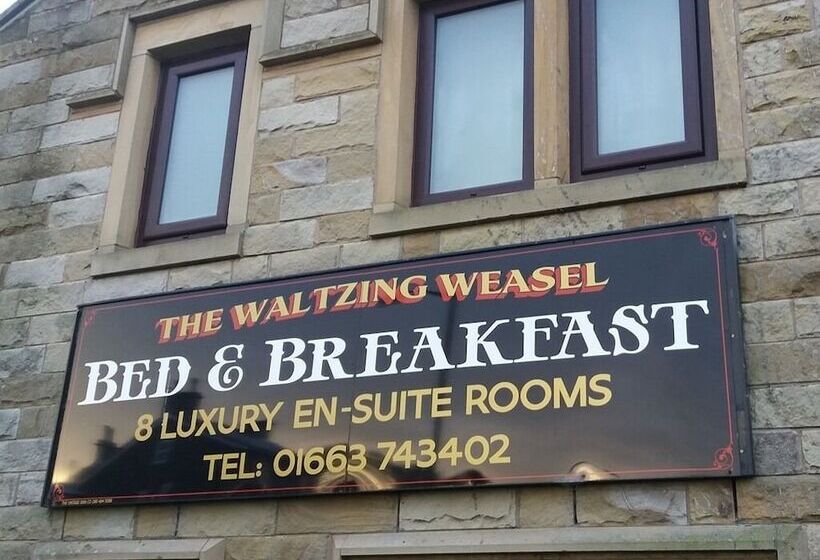 THE WALTZING WEASEL
BED & BREAKFAST
8 LUXURY EN-SUITE ROOMS
TEL: 01663 743402